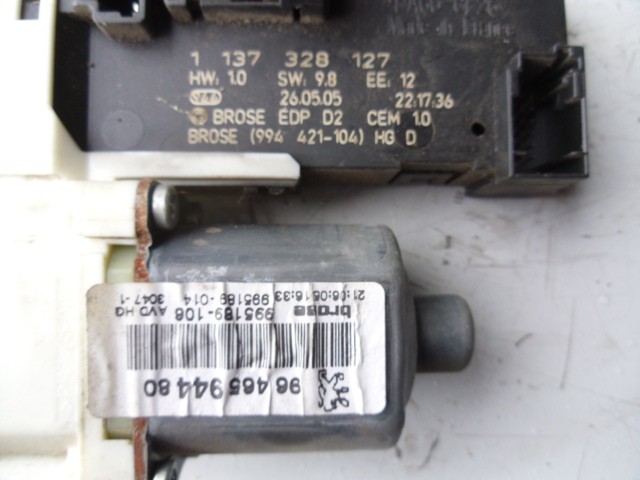 1 137 328 127
HW: 1.0 SW: 9.8 EE: 12
26.05.05 22:17:36
BROSE EDP D2 CEM 1.0
BROSE (994 421-104) HG D
96 465 944 80
995189-106 AVD HG
brose 995189-014 3047-1
21:06:05 16:33